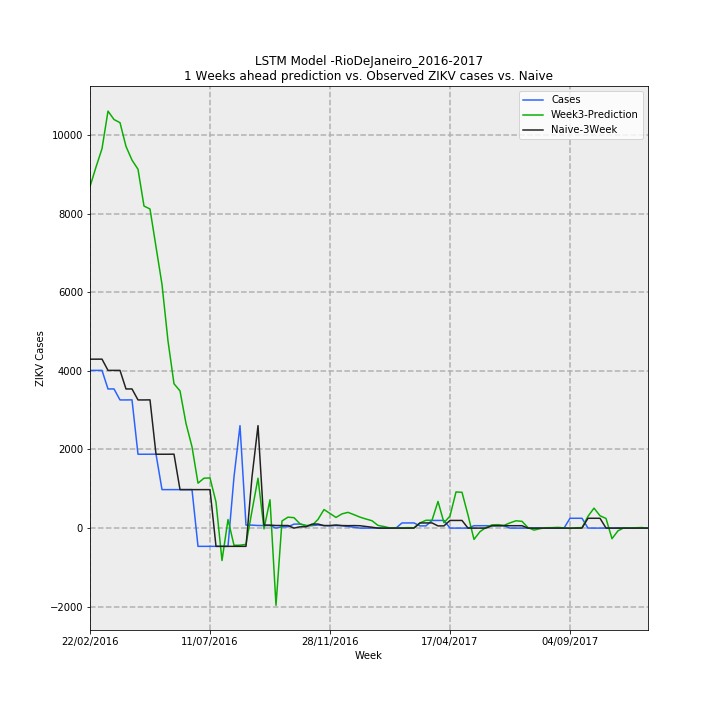 LSTM Model -RioDeJaneiro_2016-2017
1 Weeks ahead prediction vs. Observed ZIKV cases vs. Naive
Cases
Week3-Prediction
Naive-3Week
ZIKV Cases
10000
8000
6000
4000
2000
0
−2000
22/02/2016
11/07/2016
28/11/2016
17/04/2017
04/09/2017
Week